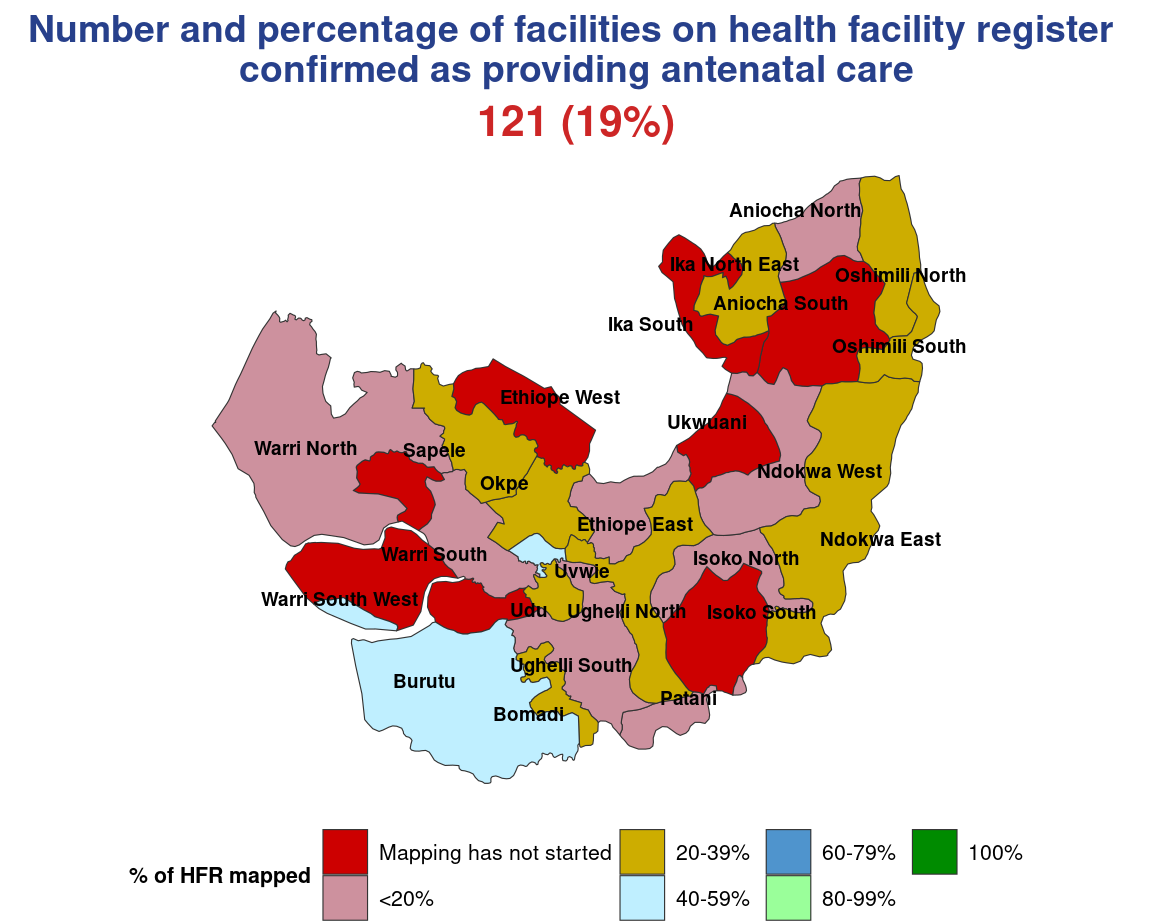 Number and percentage of facilities on health facility register
confirmed as providing antenatal care
121 (19%)
Aniocha North
Ika North East
Oshimili North
Aniocha South
Ika South
Oshimili South
Ethiope West
Ukwuani
Warri North
Sapele
Ndokwa West
Okpe
Ethiope East
Ndokwa East
Warri South
Isoko North
Uvwie
Warri South West
Udu
Ughelli North
Isoko South
Ughelli South
Burutu
Patani
Bomadi
% of HFR mapped
Mapping has not started
<20%
20-39%
40-59%
60-79%
80-99%
100%